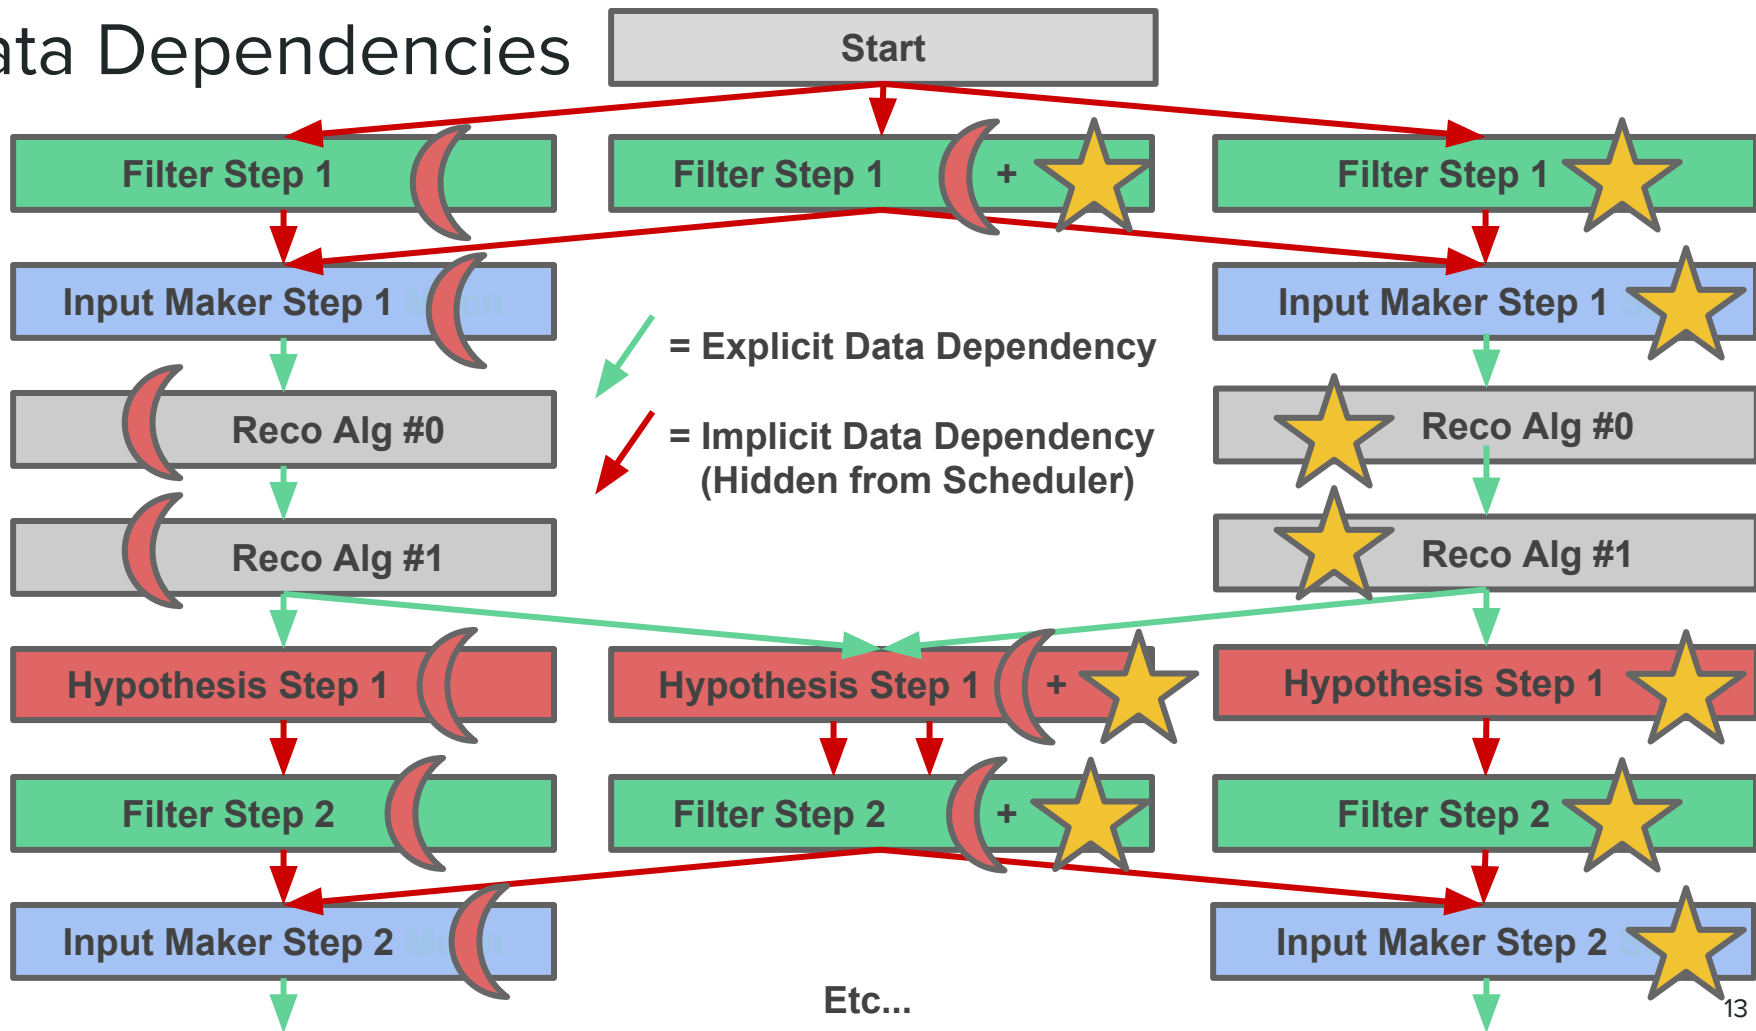 ata Dependencies
Start
Filter Step 1
Filter Step 1 +
Filter Step 1
Input Maker Step 1
Input Maker Step 1
= Explicit Data Dependency
Reco Alg #0
Reco Alg #0
= Implicit Data Dependency
(Hidden from Scheduler)
Reco Alg #1
Reco Alg #1
Hypothesis Step 1
Hypothesis Step 1 +
Hypothesis Step 1
Filter Step 2
Filter Step 2 +
Filter Step 2
Input Maker Step 2
Input Maker Step 2
Etc...
13